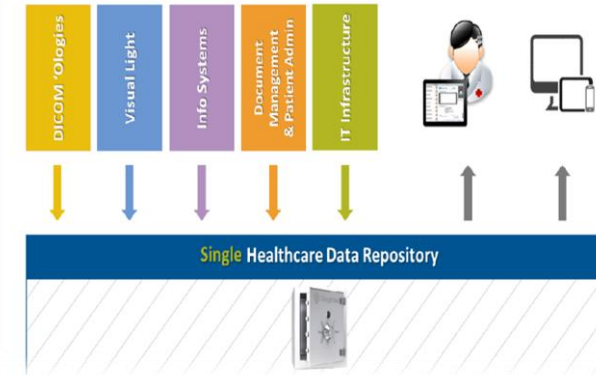 DICOM 'Ologies
Visual Light
Info Systems
Document
Management
& Patient Admin
IT Infrastructure
Single Healthcare Data Repository